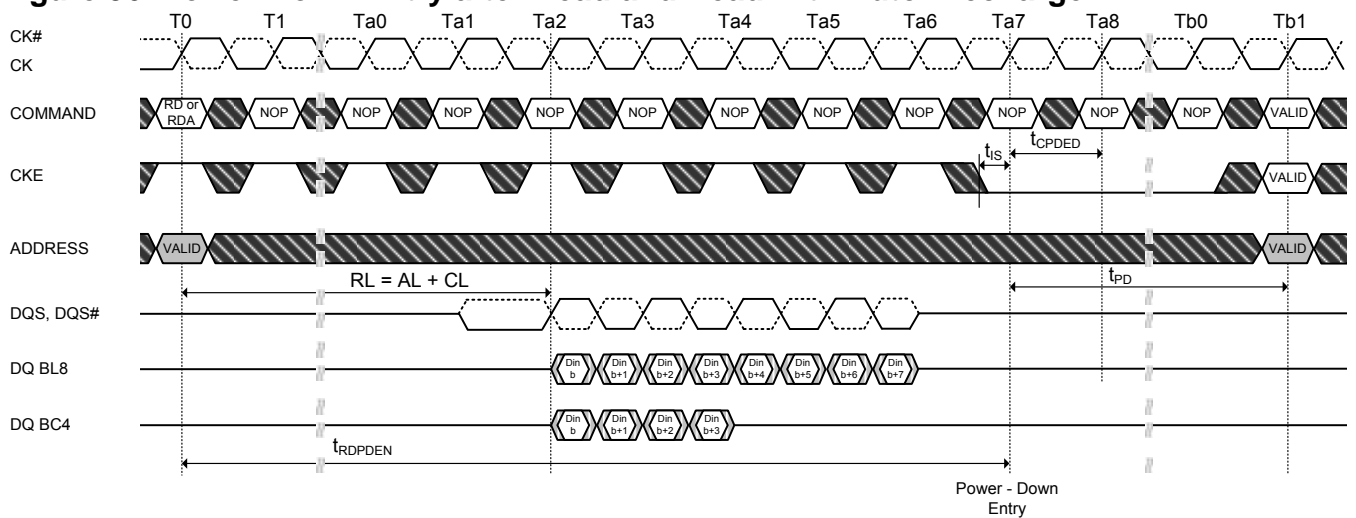 T0 T1 Ta0 Ta1 Ta2 Ta3 Ta4 Ta5 Ta6 Ta7 Ta8 Tb0 Tb1
CK#
CK
COMMAND
RD or
RDA
NOP NOP NOP NOP NOP NOP NOP NOP NOP NOP NOP VALID
tIS
tCPDED
CKE
VALID
ADDRESS
VALID VALID
RL = AL + CL
tPD
DQS, DQS#
DQ BL8
Din Din Din Din Din Din Din Din
b b+1 b+2 b+3 b+4 b+5 b+6 b+7
DQ BC4
Din Din Din Din
b b+1 b+2 b+3
tRDPDEN
Power - Down
Entry